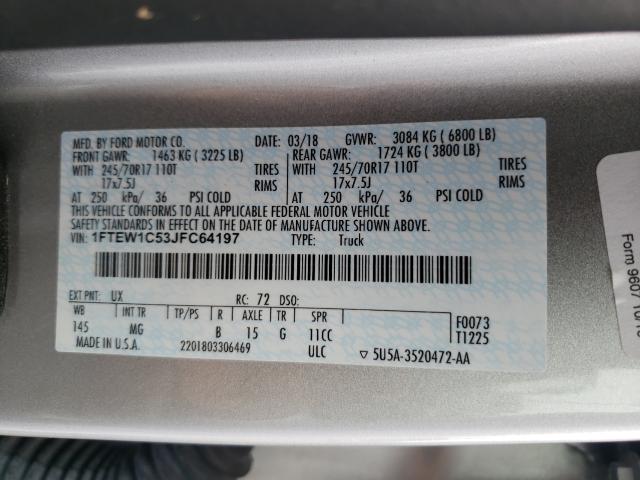 MFD. BY FORD MOTOR CO. DATE: 03/18 GVWR: 3084 KG ( 6800 LB)
FRONT GAWR: 1463 KG ( 3225 LB) REAR GAWR: 1724 KG ( 3800 LB)
WITH 245/70R17 110T TIRES WITH 245/70R17 110T TIRES
17x7.5J RIMS 17x7.5J RIMS
AT 250 kPa/ 36 PSI COLD AT 250 kPa/ 36 PSI COLD
THIS VEHICLE CONFORMS TO ALL APPLICABLE FEDERAL MOTOR VEHICLE
SAFETY STANDARDS IN EFFECT ON THE DATE OF MANUFACTURE SHOWN ABOVE.
VIN: 1FTEW1C53JFC64197 TYPE: Truck
EXT PNT: UX RC: 72 DSO:
WB INT TR TP/PS R AXLE TR SPR F0073
145 MG B 15 G 11CC T1225
MADE IN U.S.A. 2201803306469 ULC ▽ 5U5A-3520472-AA
Form 9607